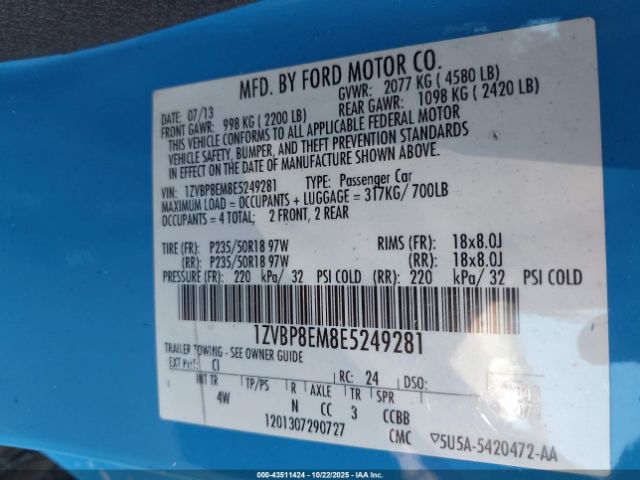 MFD. BY FORD MOTOR CO.
DATE: 07/13 GVWR: 2077 KG ( 4580 LB)
FRONT GAWR: 998 KG ( 2200 LB) REAR GAWR: 1098 KG ( 2420 LB)
THIS VEHICLE CONFORMS TO ALL APPLICABLE FEDERAL MOTOR
VEHICLE SAFETY, BUMPER, AND THEFT PREVENTION STANDARDS
IN EFFECT ON THE DATE OF MANUFACTURE SHOWN ABOVE.
VIN: 1ZVBP8EM8E5249281 TYPE: Passenger Car
MAXIMUM LOAD = OCCUPANTS + LUGGAGE = 317KG/ 700LB
OCCUPANTS = 4 TOTAL; 2 FRONT, 2 REAR
TIRE (FR): P235/50R18 97W RIMS (FR): 18x8.0J
(RR): P235/50R18 97W (RR): 18x8.0J
PRESSURE (FR): 220 kPa/ 32 PSI COLD (RR): 220 kPa/ 32 PSI COLD
1ZVBP8EM8E5249281
TRAILER TOWING - SEE OWNER GUIDE
EXT PNT: CI RC: 24 DSO:
INT TR TP/PS R AXLE TR SPR
4W N CC 3 CCBB
1201307290727 CMC 5U5A-5420472-AA
© 43511424 - 10/22/2025 - IAAI.COM